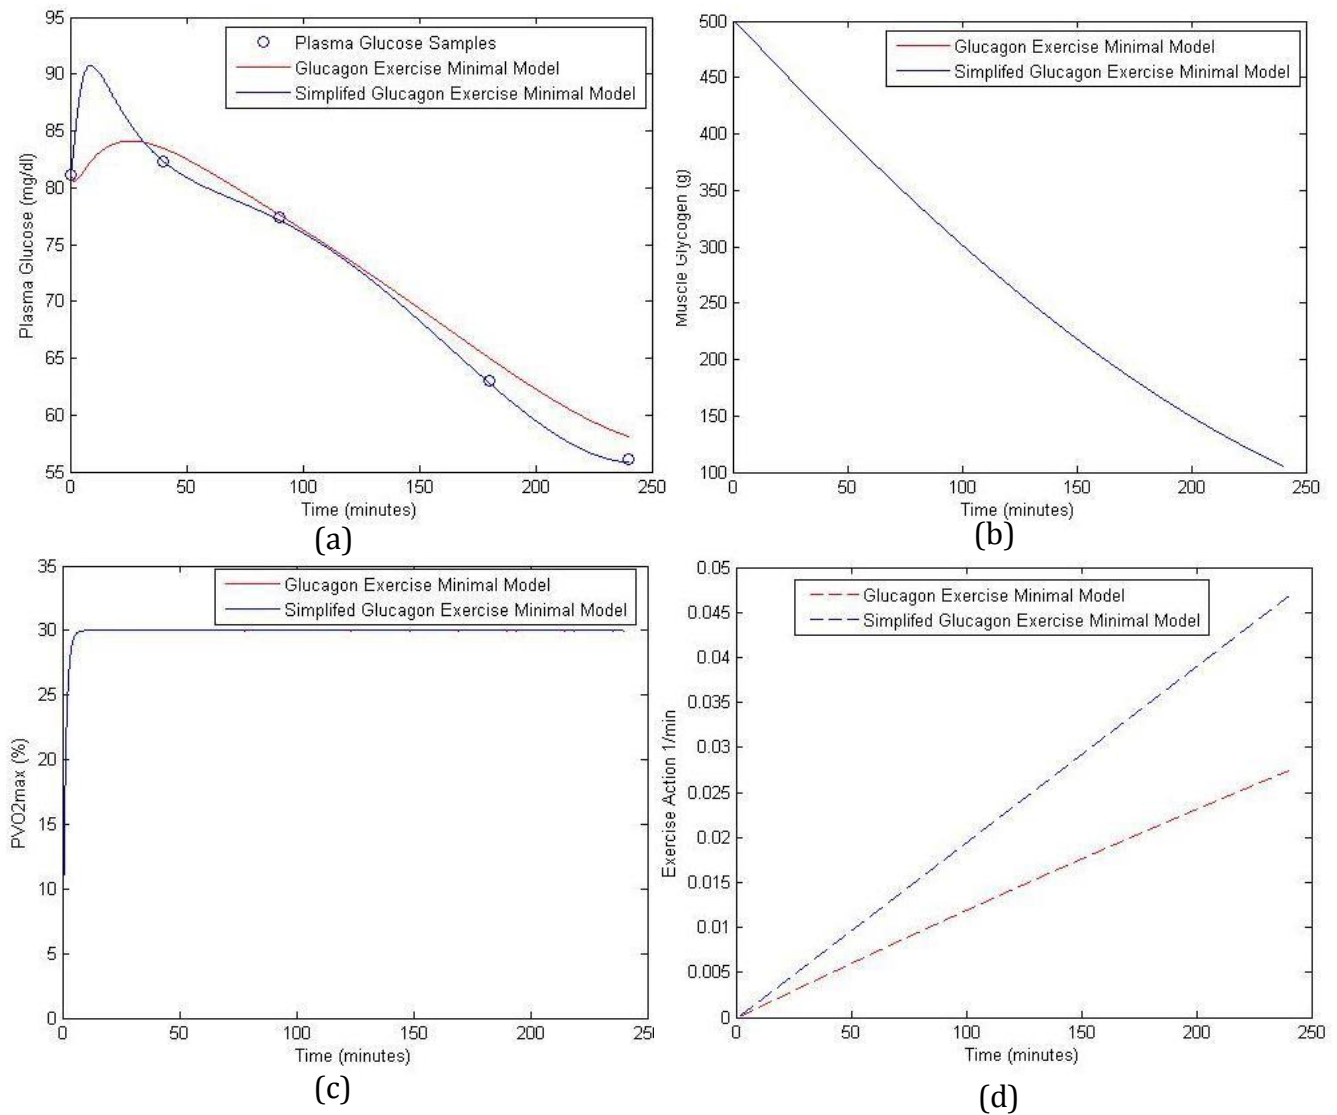 95
90
85
80
75
70
65
60
55
Plasma Glucose (mg/dl)
Plasma Glucose Samples
Glucagon Exercise Minimal Model
Simplifed Glucagon Exercise Minimal Model
0 50 100 150 200 250
Time (minutes)
(a)
500
450
400
350
300
250
200
150
100
Muscle Glycogen (g)
Glucagon Exercise Minimal Model
Simplifed Glucagon Exercise Minimal Model
0 50 100 150 200 250
Time (minutes)
(b)
35
30
25
20
15
10
5
0
PVO2max (%)
Glucagon Exercise Minimal Model
Simplifed Glucagon Exercise Minimal Model
0 50 100 150 200 250
Time (minutes)
(c)
0.05
0.045
0.04
0.035
0.03
0.025
0.02
0.015
0.01
0.005
0
Exercise Action 1/min
Glucagon Exercise Minimal Model
Simplifed Glucagon Exercise Minimal Model
0 50 100 150 200 250
Time (minutes)
(d)